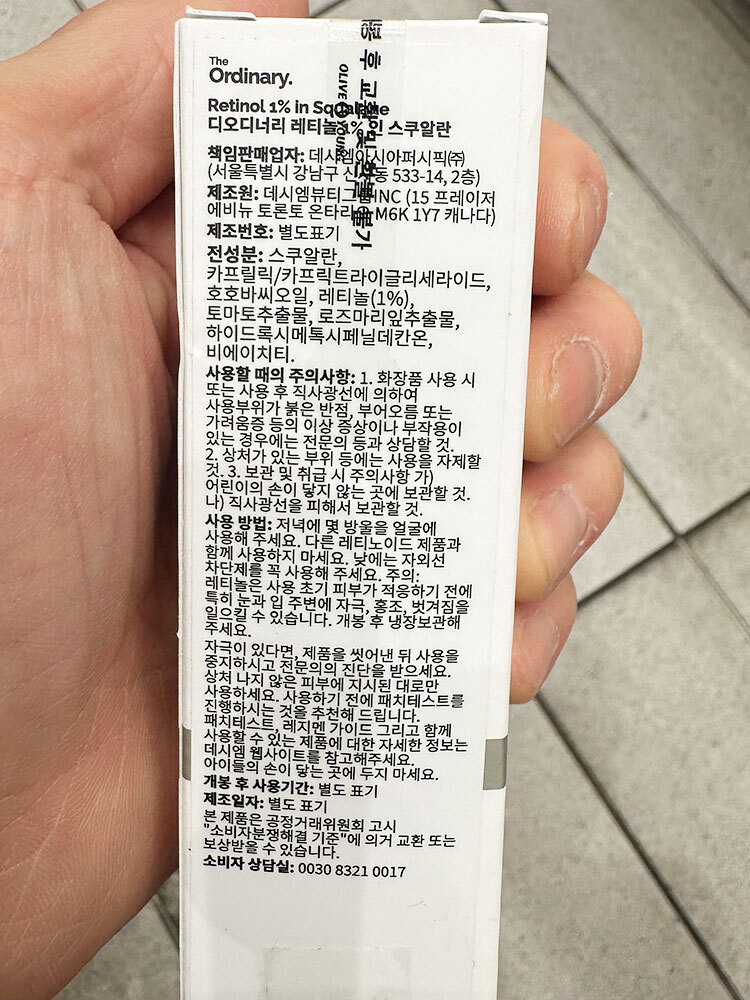 The
Ordinary.
Retinol 1% in Squalane
디오디너리 레티놀 1% 인 스쿠알란
책임판매업자: 데시엠아시아퍼시픽㈜
(서울특별시 강남구 신사동 533-14, 2층)
제조원: 데시엠뷰티그룹INC (15 프레이저
에비뉴 토론토 온타리오 M6K 1Y7 캐나다)
제조번호: 별도표기
전성분: 스쿠알란,
카프릴릭/카프릭트라이글리세라이드,
호호바씨오일, 레티놀(1%),
토마토추출물, 로즈마리잎추출물,
하이드록시메톡시페닐데칸온,
비에이치티.
사용할 때의 주의사항: 1. 화장품 사용 시
또는 사용 후 직사광선에 의하여
사용부위가 붉은 반점, 부어오름 또는
가려움증 등의 이상 증상이나 부작용이
있는 경우에는 전문의 등과 상담할 것.
2. 상처가 있는 부위 등에는 사용을 자제할
것. 3. 보관 및 취급 시 주의사항 가)
어린이의 손이 닿지 않는 곳에 보관할 것.
나) 직사광선을 피해서 보관할 것.
사용 방법: 저녁에 몇 방울을 얼굴에
사용해 주세요. 다른 레티노이드 제품과
함께 사용하지 마세요. 낮에는 자외선
차단제를 꼭 사용해 주세요. 주의:
레티놀은 사용 초기 피부가 적응하기 전에
특히 눈과 입 주변에 자극, 홍조, 벗겨짐을
일으킬 수 있습니다. 개봉 후 냉장보관해
주세요.
자극이 있다면, 제품을 씻어낸 뒤 사용을
중지하시고 전문의의 진단을 받으세요.
상처 나지 않은 피부에 지시된 대로만
사용하세요. 사용하기 전에 패치테스트를
진행하시는 것을 추천해 드립니다.
패치테스트, 레지멘 가이드 그리고 함께
사용할 수 있는 제품에 대한 자세한 정보는
데시엠 웹사이트를 참고해주세요.
아이들의 손이 닿는 곳에 두지 마세요.
개봉 후 사용기간: 별도 표기
제조일자: 별도 표기
본 제품은 공정거래위원회 고시
"소비자분쟁해결 기준"에 의거 교환 또는
보상받을 수 있습니다.
소비자 상담실: 0030 8321 0017
후 교환 및 환불 불가
OLIVE YOUNG